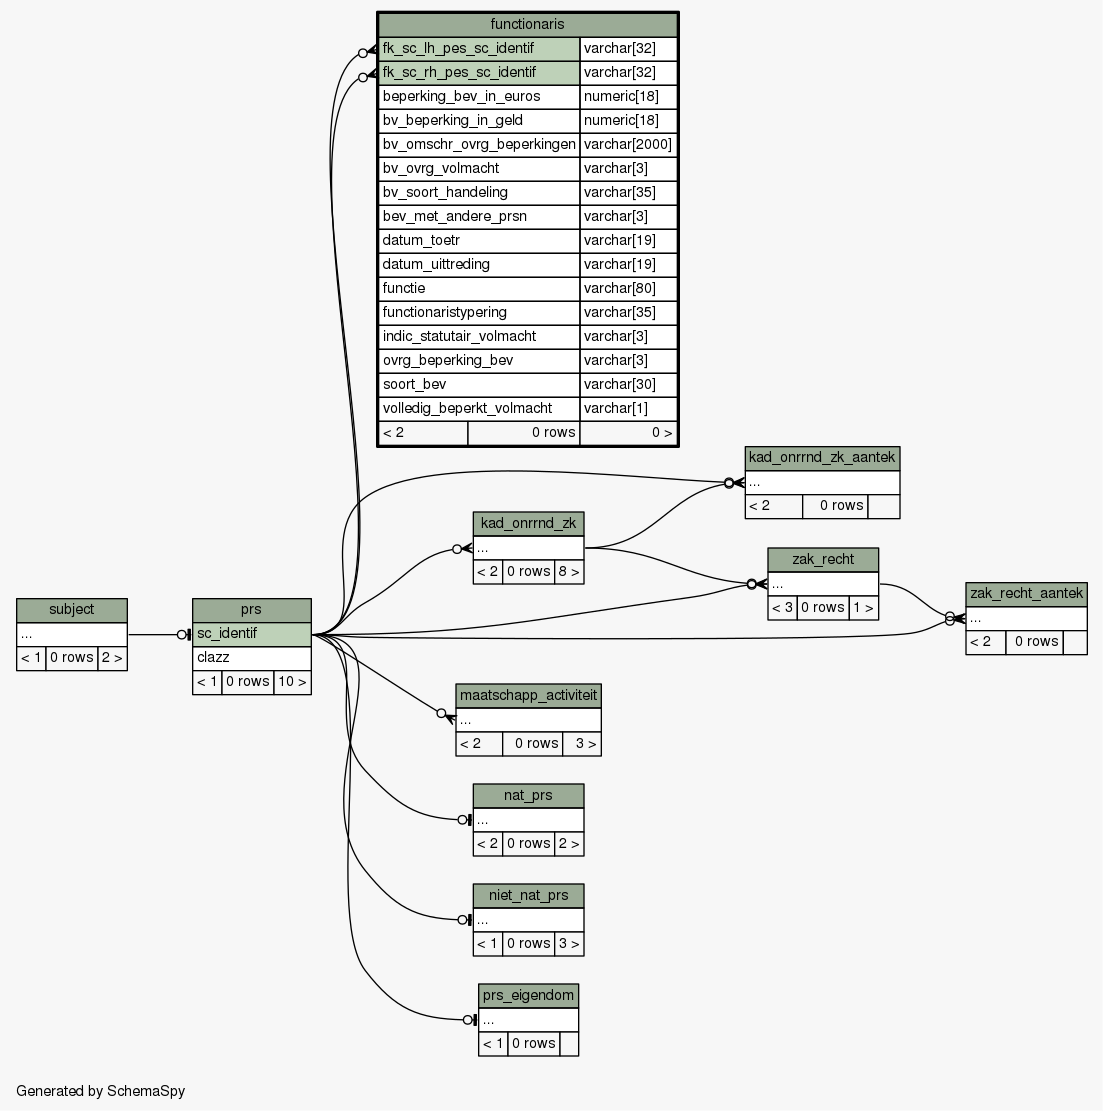 functionaris
fk_sc_lh_pes_sc_identif varchar[32]
fk_sc_rh_pes_sc_identif varchar[32]
beperking_bev_in_euros numeric[18]
bv_beperking_in_geld numeric[18]
bv_omschr_ovrg_beperkingen varchar[2000]
bv_ovrg_volmacht varchar[3]
bv_soort_handeling varchar[35]
bev_met_andere_prsn varchar[3]
datum_toetr varchar[19]
datum_uittreding varchar[19]
functie varchar[80]
functionaristypering varchar[35]
indic_statutair_volmacht varchar[3]
ovrg_beperking_bev varchar[3]
soort_bev varchar[30]
volledig_beperkt_volmacht varchar[1]
< 2 0 rows 0 >
kad_onrrnd_zk_aantek
...
< 2 0 rows
kad_onrrnd_zk
...
< 2 0 rows 8 >
zak_recht
...
< 3 0 rows 1 >
zak_recht_aantek
...
< 2 0 rows
subject
...
< 1 0 rows 2 >
prs
sc_identif
clazz
< 1 0 rows 10 >
maatschapp_activiteit
...
< 2 0 rows 3 >
nat_prs
...
< 2 0 rows 2 >
niet_nat_prs
...
< 1 0 rows 3 >
prs_eigendom
...
< 1 0 rows
Generated by SchemaSpy